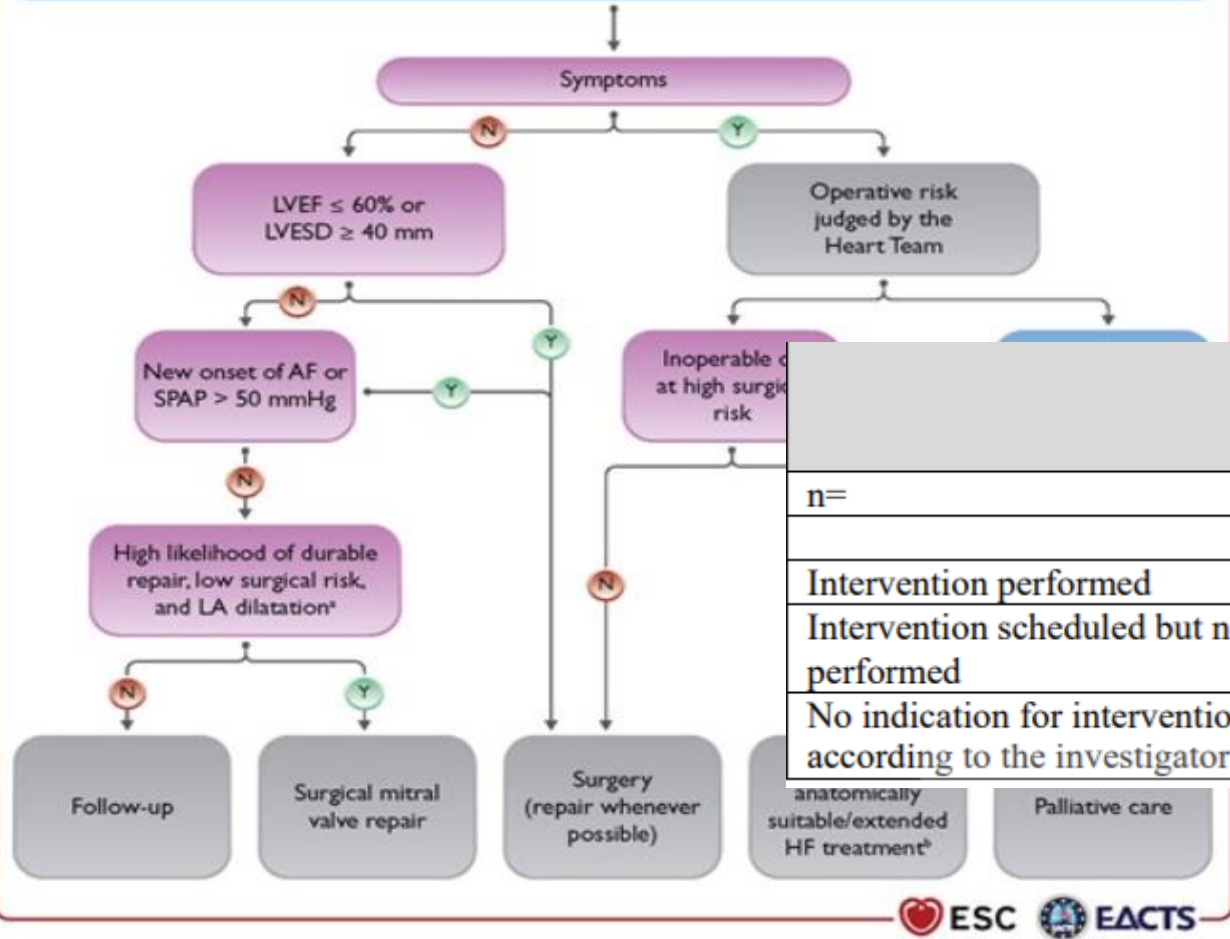 Symptoms
N
Y
LVEF ≤ 60% or
LVESD ≥ 40 mm
Operative risk
judged by the
Heart Team
N
Y
New onset of AF or
SPAP > 50 mmHg
Y
Inoperable
at high
risk
N
High likelihood of durable
repair, low surgical risk,
and LA dilatationᵃ
N
n=
Intervention performed
Intervention scheduled but
performed
No indication for
according to the investigator
N
Y
Follow-up
Surgical mitral
valve repair
Surgery
(repair whenever
possible)
anatomically
suitable/extended
HF treatmentᵇ
Palliative care
ESC
EACTS